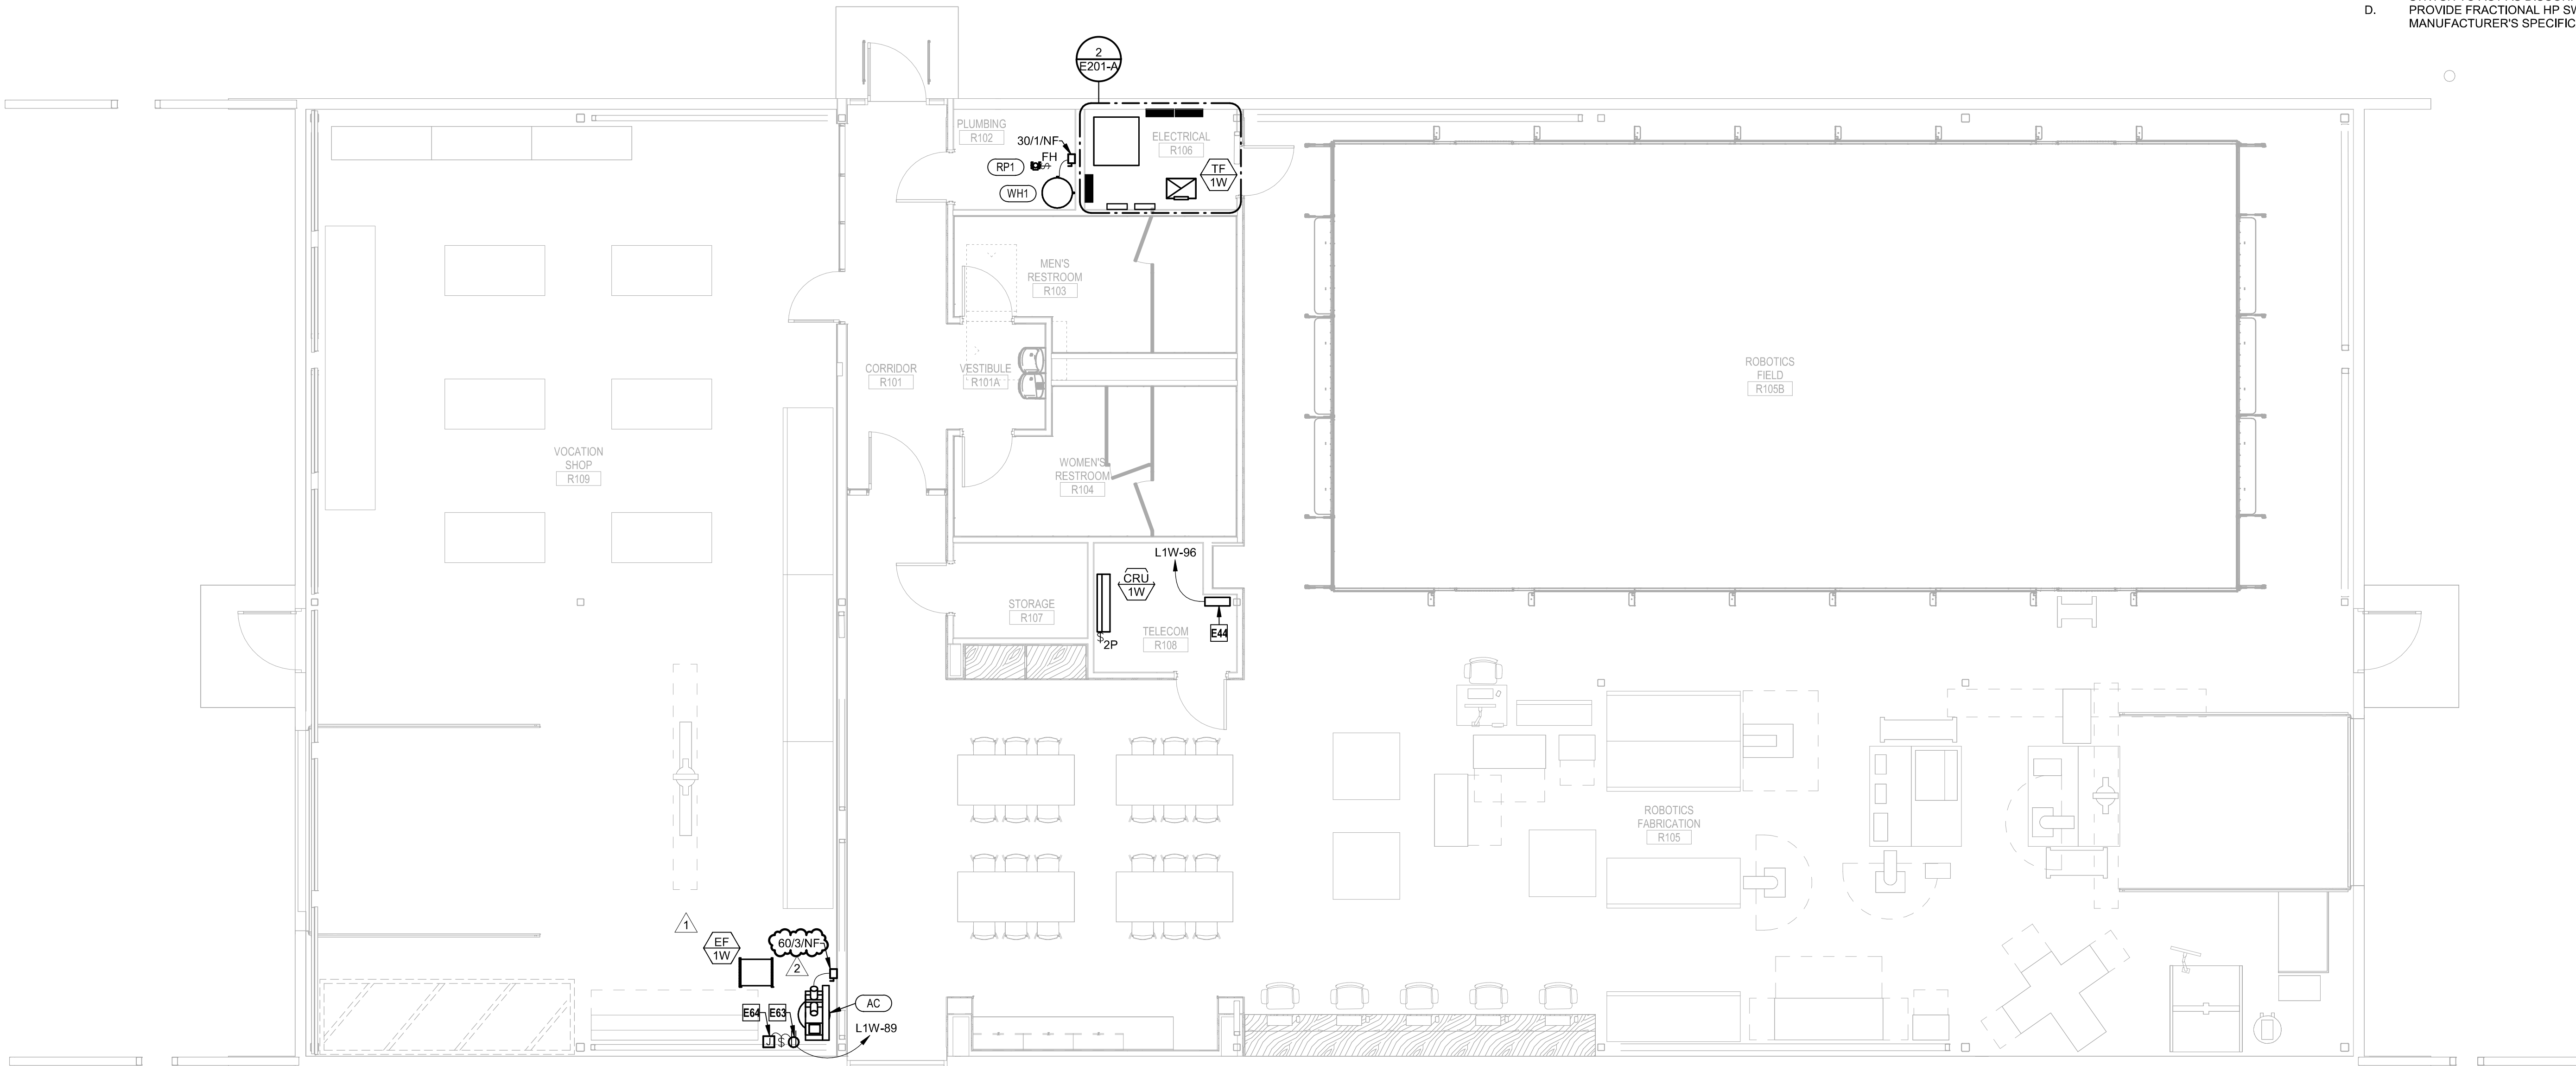 D. PROVIDE FRACTIONAL HP SW
MANUFACTURER'S SPECIFIC
2
E201-A
PLUMBING
R102
30/1/NF
FH
RP1
WH1
ELECTRICAL
R106
TF
1W
MEN'S
RESTROOM
R103
CORRIDOR
R101
VESTIBULE
R101A
ROBOTICS
FIELD
R105B
VOCATION
SHOP
R109
WOMEN'S
RESTROOM
R104
L1W-96
CRU
1W
STORAGE
R107
$
2P
TELECOM
R108
E44
ROBOTICS
FABRICATION
R105
1
EF
1W
60/3/NF
2
AC
E64
E63
L1W-89
J
$